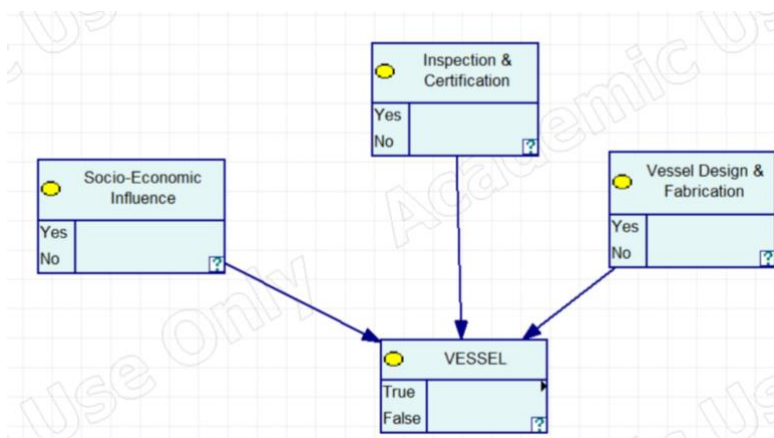 Inspection &
Certification
Yes
No
?
Socio-Economic
Influence
Yes
No
?
Vessel Design &
Fabrication
Yes
No
?
VESSEL
True
False
?
Academic Us
Use Only